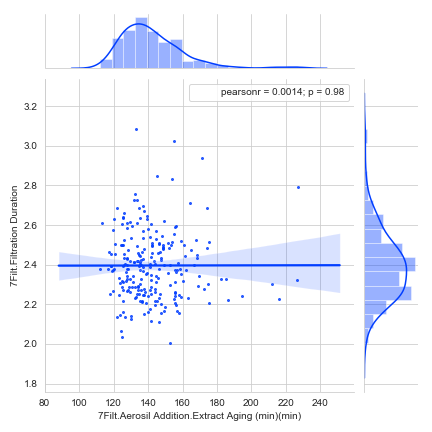 pearsonr = 0.0014; p = 0.98
3.2
3.0
2.8
2.6
2.4
2.2
2.0
1.8
7Filt.Filtration Duration
80 100 120 140 160 180 200 220 240
7Filt.Aerosil Addition.Extract Aging (min)(min)